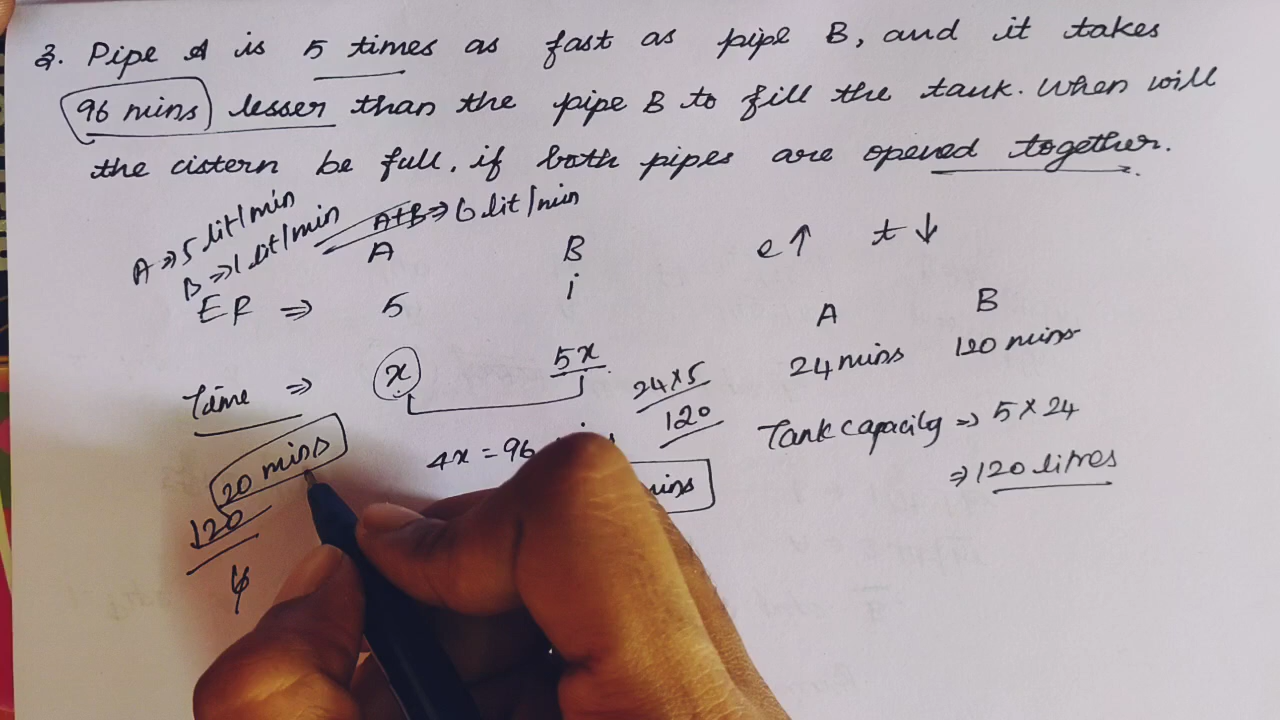 3. Pipe A is 5 times as fast as pipe B, and it takes
96 mins lesser than the pipe B to fill the tank. When will
the cistern be full, if both pipes are opened together.
A ⇒ 5 lit/min
B ⇒ 1 lit/min
A+B ⇒ 6 lit/min
A B
ER ⇒ 5 1
Time ⇒ x 5x
4x = 96
24×5
120
e↑ t↓
A B
24 mins 120 mins
Tank capacity ⇒ 5 × 24
⇒ 120 litres
20 mins
120
6